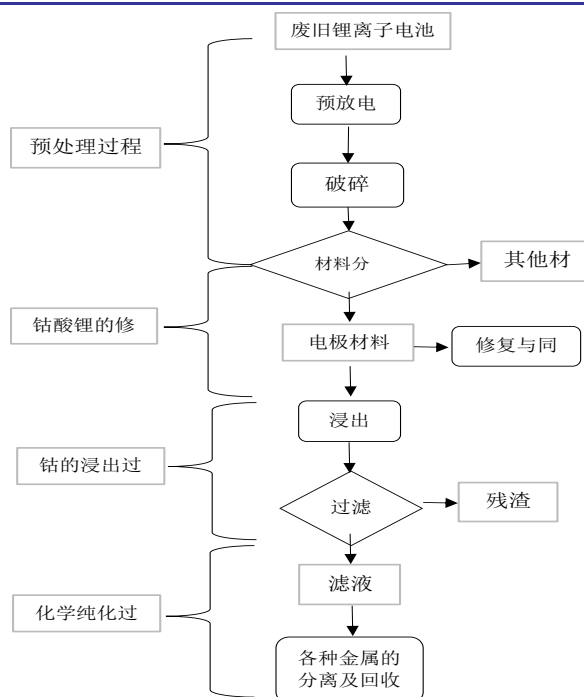 废旧锂离子电池
预放电
预处理过程
破碎
材料分
其他材
钴酸锂的修
电极材料
修复与同
浸出
钴的浸出过
过滤
残渣
滤液
化学纯化过
各种金属的
分离及回收